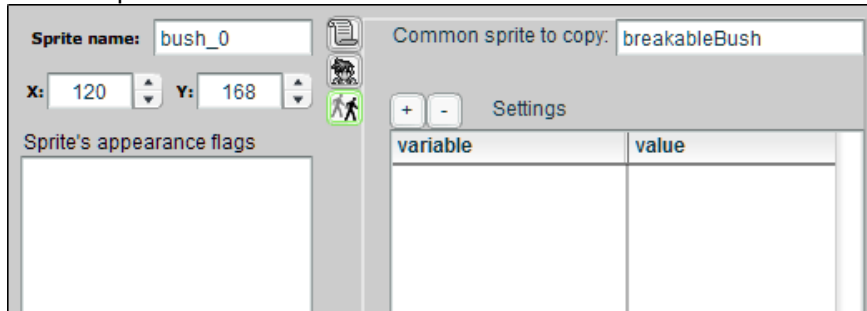 Sprite name: bush_0 Common sprite to copy: breakableBush
X: 120 Y: 168
+ - Settings
Sprite's appearance flags variable value